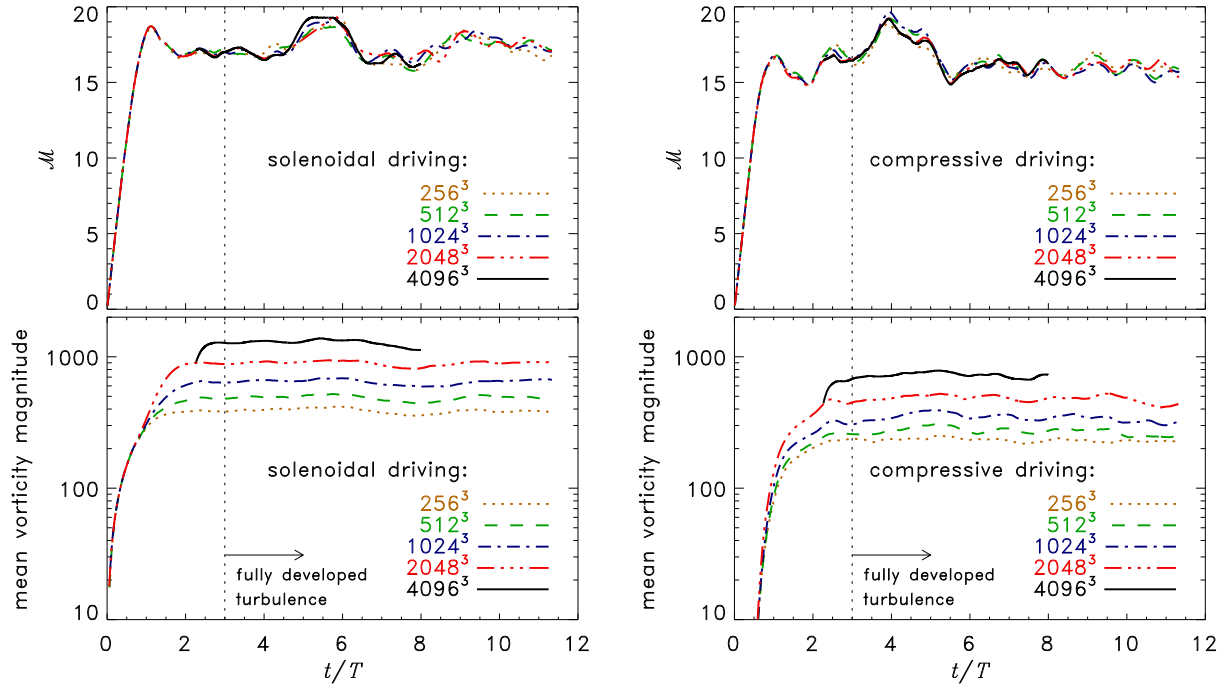 20
15
10
5
0
ℳ
solenoidal driving:
256³
512³
1024³
2048³
4096³
20
15
10
5
0
ℳ
compressive driving:
256³
512³
1024³
2048³
4096³
1000
100
10
mean vorticity magnitude
solenoidal driving:
256³
512³
1024³
2048³
4096³
fully developed
turbulence
0 2 4 6 8 10 12
t/T
1000
100
10
mean vorticity magnitude
compressive driving:
256³
512³
1024³
2048³
4096³
fully developed
turbulence
0 2 4 6 8 10 12
t/T